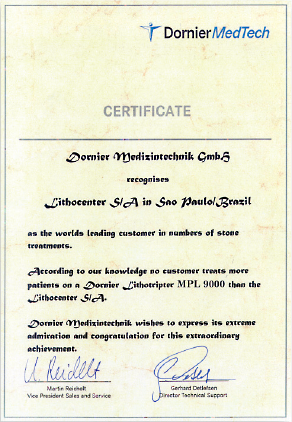 Dornier MedTech
CERTIFICATE
Dornier Medizintechnik GmbH
recognises
Lithocenter S/A in Sao Paulo/Brazil
as the worlds leading customer in numbers of stone
treatments.
According to our knowledge no customer treats more
patients on a Dornier Lithotripter MPL 9000 than the
Lithocenter S/A.
Dornier Medizintechnik wishes to express its extreme
admiration and congratulation for this extraordinary
achievement.
Martin Reichelt
Vice President Sales and Service
Gerhard Detlefsen
Director Technical Support